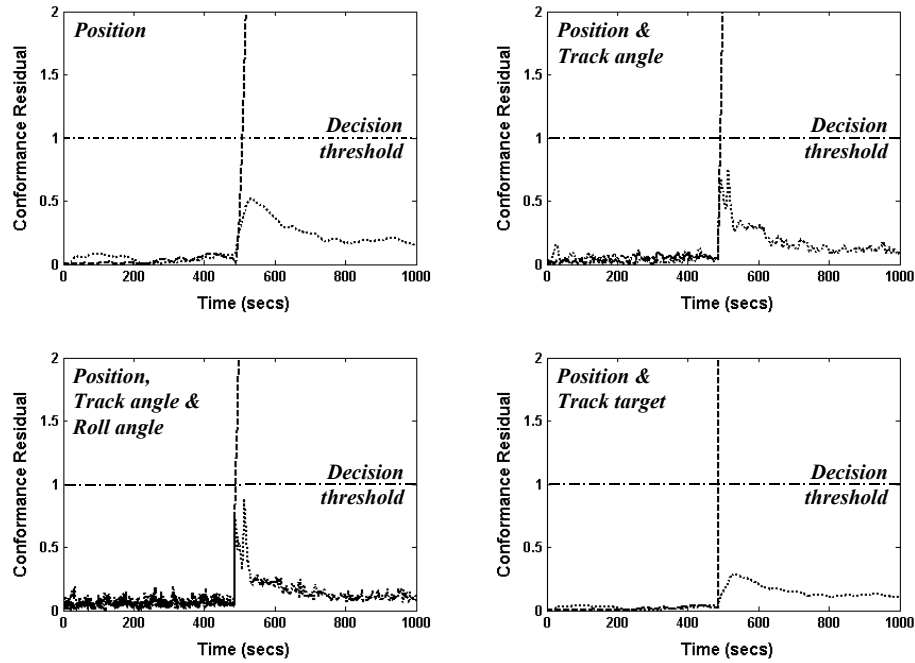 Position
2
1.5
1
0.5
0
Conformance Residual
Decision
threshold
0 200 400 600 800 1000
Time (secs)
Position &
Track angle
2
1.5
1
0.5
0
Conformance Residual
Decision
threshold
0 200 400 600 800 1000
Time (secs)
Position,
Track angle &
Roll angle
2
1.5
1
0.5
0
Conformance Residual
Decision
threshold
0 200 400 600 800 1000
Time (secs)
Position &
Track target
2
1.5
1
0.5
0
Conformance Residual
Decision
threshold
0 200 400 600 800 1000
Time (secs)